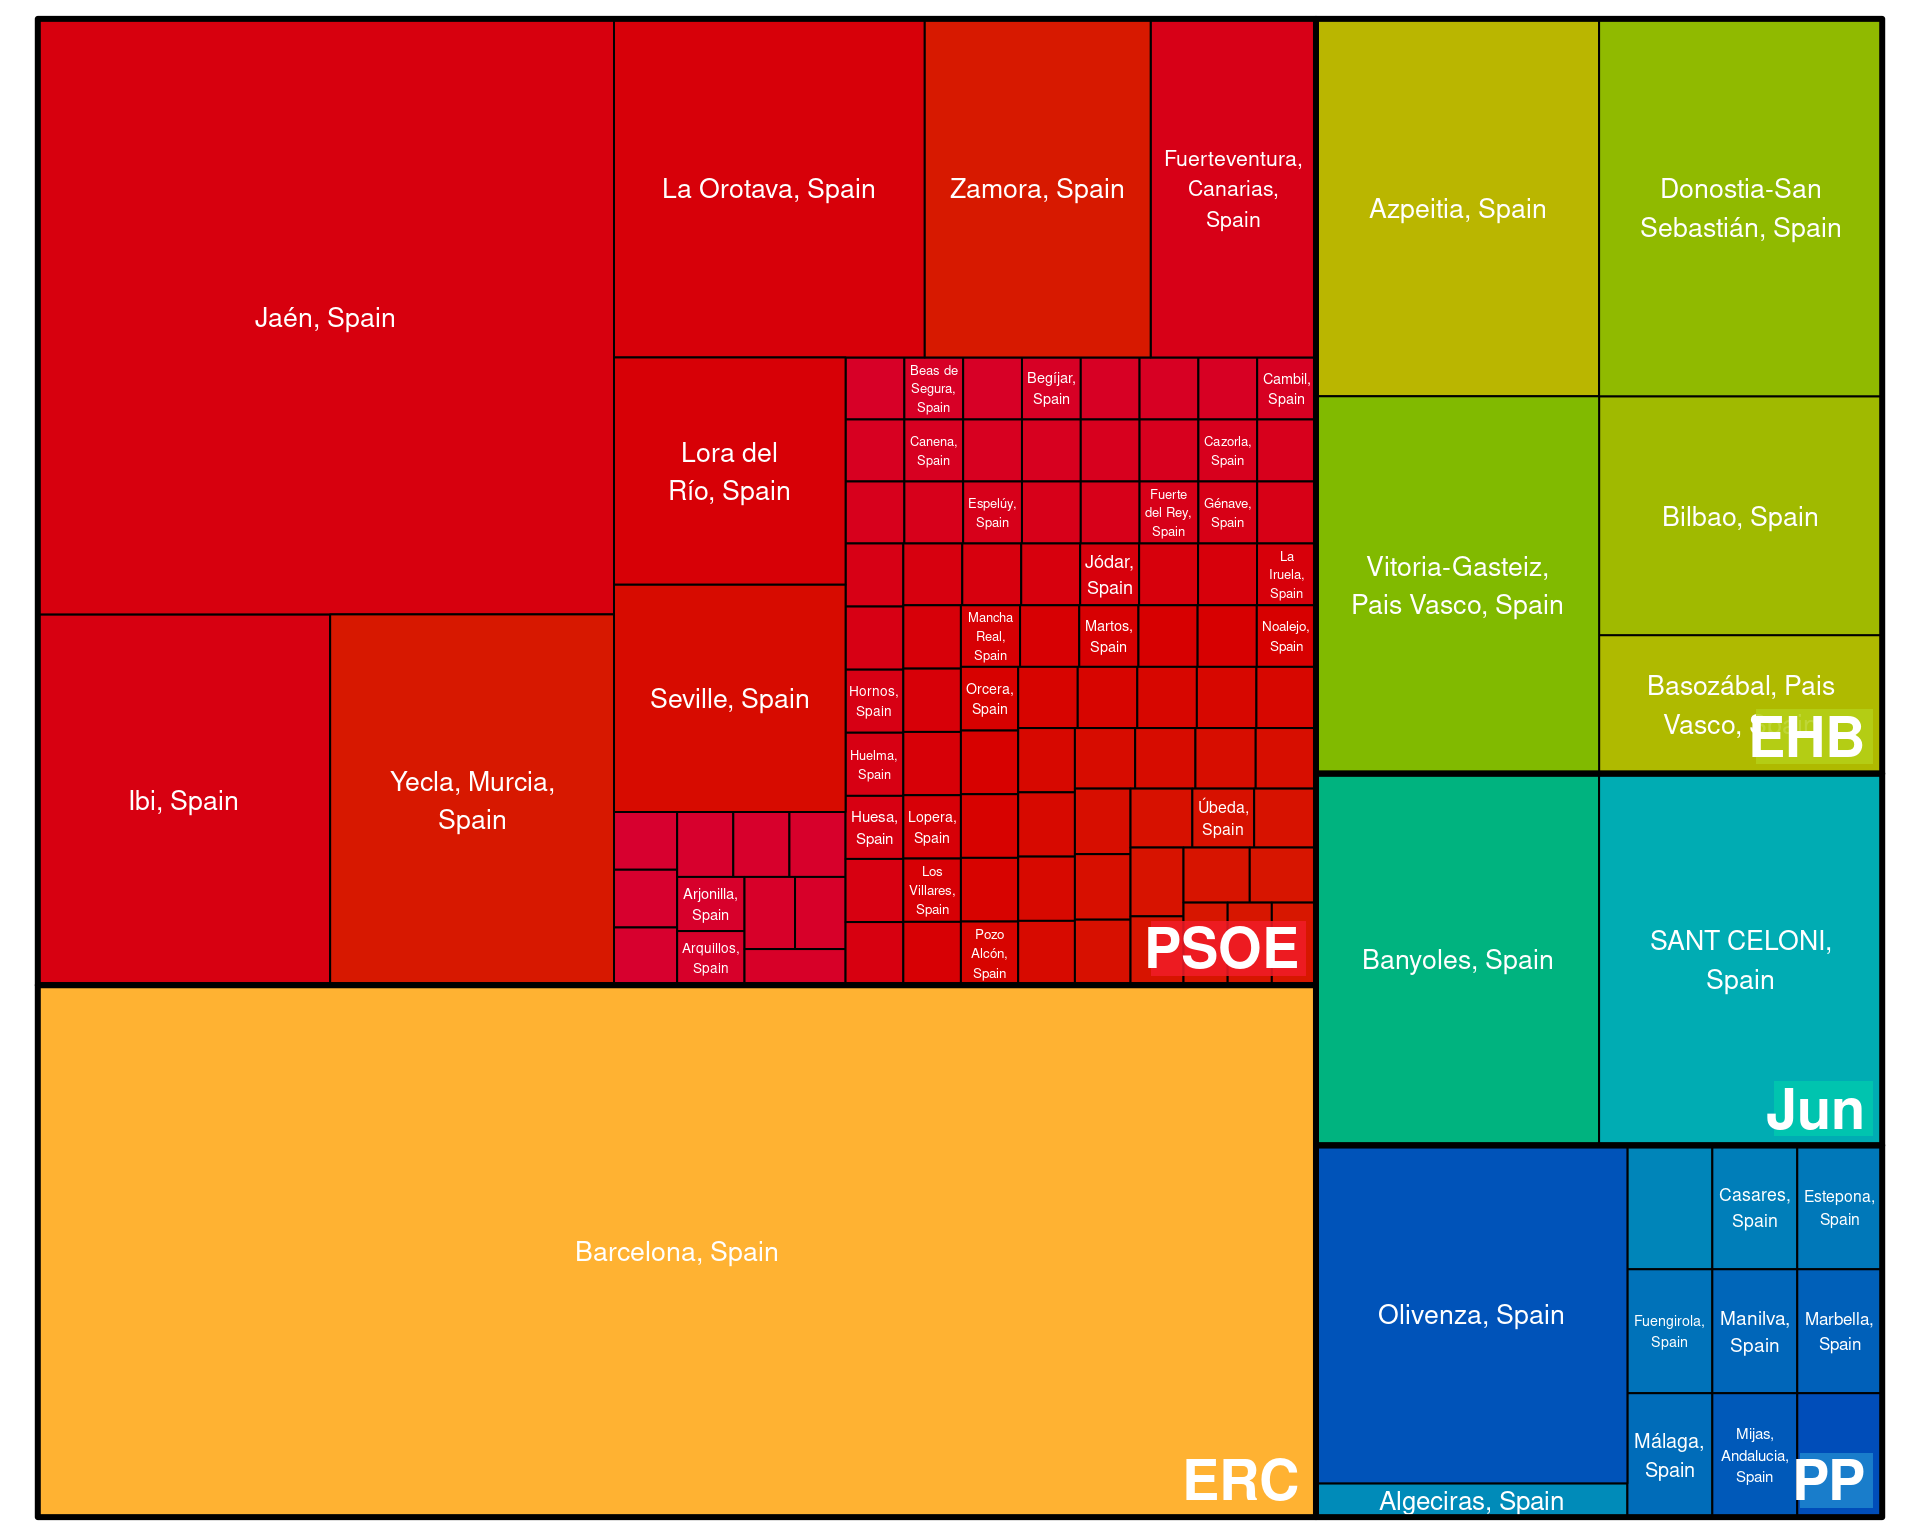 Jaén, Spain
La Orotava, Spain
Zamora, Spain
Fuerteventura,
Canarias,
Spain
Ibi, Spain
Yecla, Murcia,
Spain
Lora del
Río, Spain
Seville, Spain
Beas de
Segura,
Spain
Begíjar,
Spain
Cambil,
Spain
Canena,
Spain
Cazorla,
Spain
Espelúy,
Spain
Fuerte
del Rey,
Spain
Génave,
Spain
Jódar,
Spain
La
Iruela,
Spain
Mancha
Real,
Spain
Martos,
Spain
Noalejo,
Spain
Hornos,
Spain
Orcera,
Spain
Huelma,
Spain
Huesa,
Spain
Lopera,
Spain
Úbeda,
Spain
Los
Villares,
Spain
Arjonilla,
Spain
Arquillos,
Spain
Pozo
Alcón,
Spain
PSOE
Barcelona, Spain
ERC
Azpeitia, Spain
Donostia-San
Sebastián, Spain
Vitoria-Gasteiz,
Pais Vasco, Spain
Bilbao, Spain
Basozábal, Pais
Vasco,
EHB
Banyoles, Spain
SANT CELONI,
Spain
Jun
Olivenza, Spain
Algeciras, Spain
Casares,
Spain
Estepona,
Spain
Fuengirola,
Spain
Manilva,
Spain
Marbella,
Spain
Málaga,
Spain
Mijas,
Andalucia,
Spain
PP